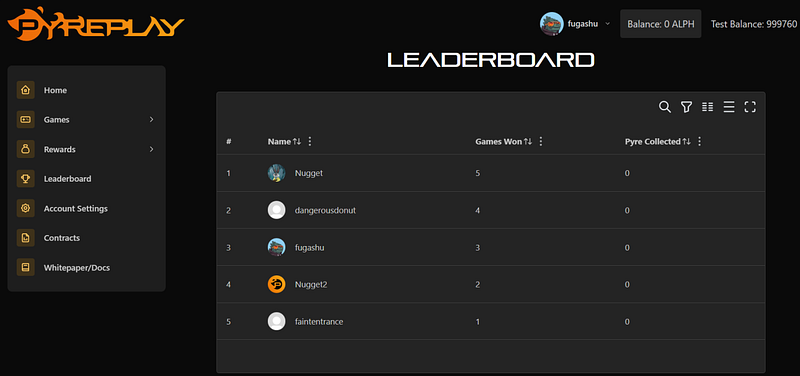 PYREPLAY
fugashu
Balance: 0 ALPH
Test Balance: 999760
LEADERBOARD
Home
Games
Rewards
Leaderboard
Account Settings
Contracts
Whitepaper/Docs
# Name Games Won Pyre Collected
1 Nugget 5 0
2 dangerousdonut 4 0
3 fugashu 3 0
4 Nugget2 2 0
5 faintentrance 1 0